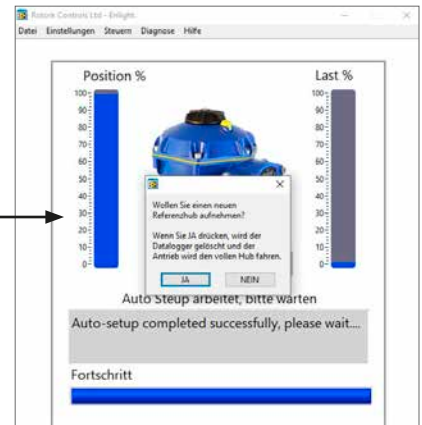 Rotork Controls Ltd - Enlight
Datei Einstellungen Steuern Diagnose Hilfe
Position %
Last %
100
90
80
70
60
50
40
30
20
10
0
100
90
80
70
60
50
40
30
20
10
0
Wollen Sie einen neuen
Referenzhub aufnehmen?
Wenn Sie JA drücken, wird der
Datalogger gelöscht und der
Antrieb wird den vollen Hub fahren.
JA NEIN
Auto Steup arbeitet, bitte warten
Auto-setup completed successfully, please wait....
Fortschritt